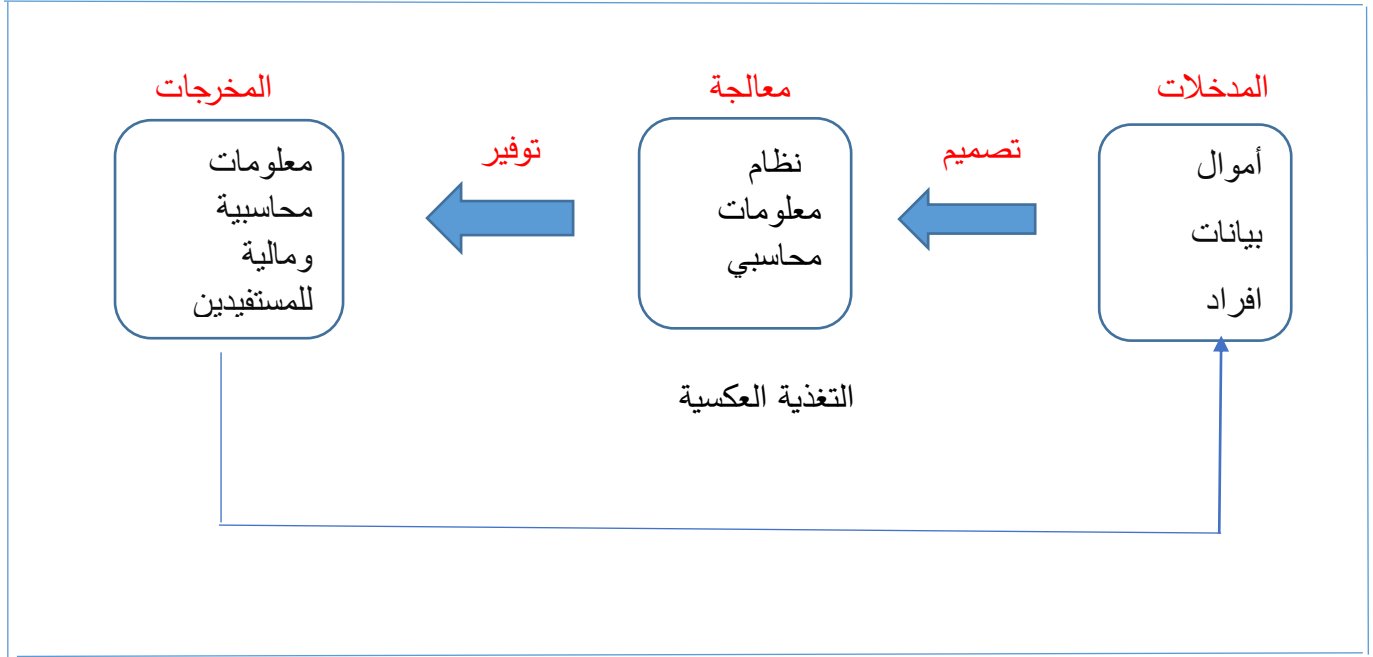 المدخلات
معالجة
المخرجات
أموال
بيانات
افراد
تصميم
نظام
معلومات
محاسبي
توفير
معلومات
محاسبية
ومالية
للمستفيدين
التغذية العكسية